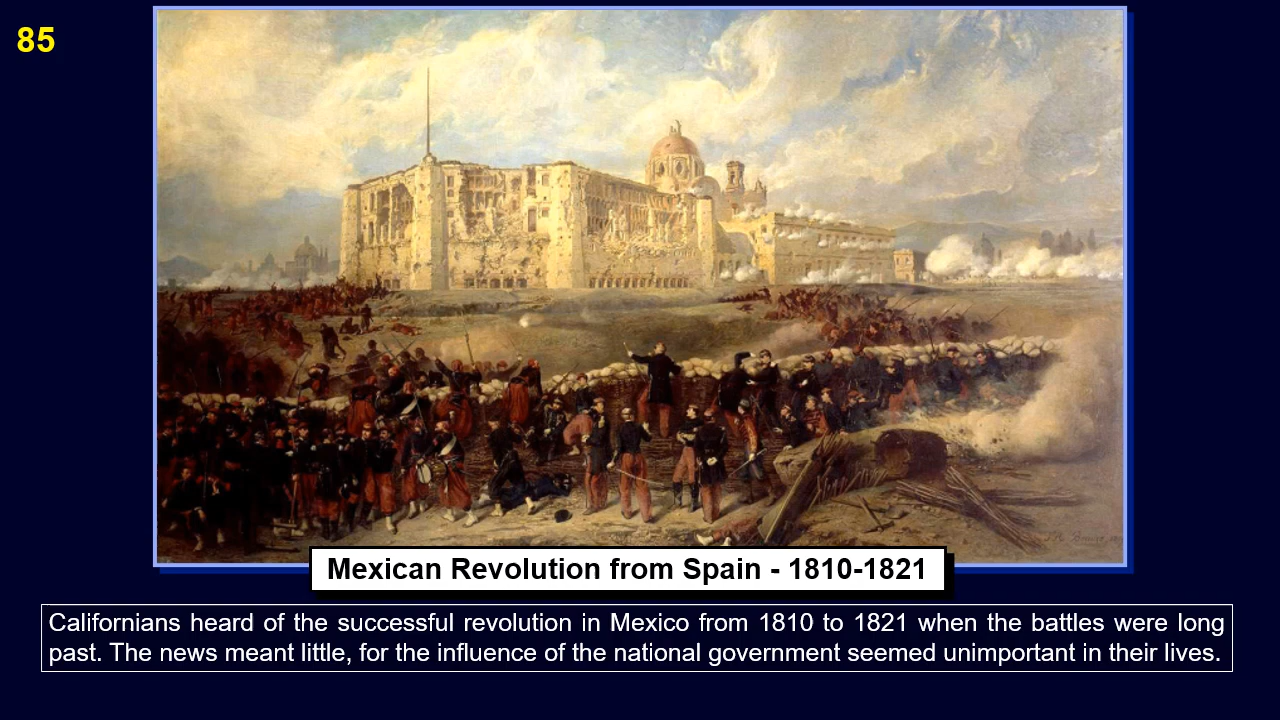 85
Mexican Revolution from Spain - 1810-1821
Californians heard of the successful revolution in Mexico from 1810 to 1821 when the battles were long
past. The news meant little, for the influence of the national government seemed unimportant in their lives.